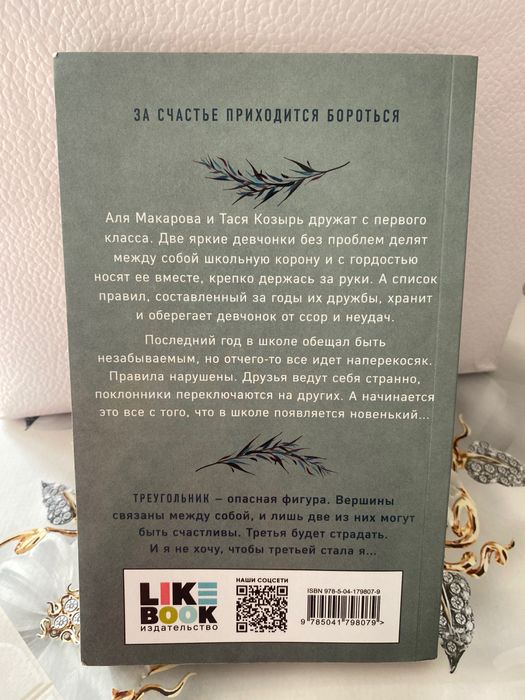 ЗА СЧАСТЬЕ ПРИХОДИТСЯ БОРОТЬСЯ
Аля Макарова и Тася Козырь дружат с первого
класса. Две яркие девчонки без проблем делят
между собой школьную корону и с гордостью
носят ее вместе, крепко держась за руки. А список
правил, составленный за годы их дружбы, хранит
и оберегает девчонок от ссор и неудач.
Последний год в школе обещал быть
незабываемым, но отчего-то все идет наперекосяк.
Правила нарушены. Друзья ведут себя странно,
поклонники переключаются на других. А начинается
это все с того, что в школе появляется новенький...
ТРЕУГОЛЬНИК – опасная фигура. Вершины
связаны между собой, и лишь две из них могут
быть счастливы. Третья будет страдать.
И я не хочу, чтобы третьей стала я...
LIKE
BOOK
ИЗДАТЕЛЬСТВО
НАШИ СОЦСЕТИ
ISBN 978-5-04-179807-9
9 785041 798079 >